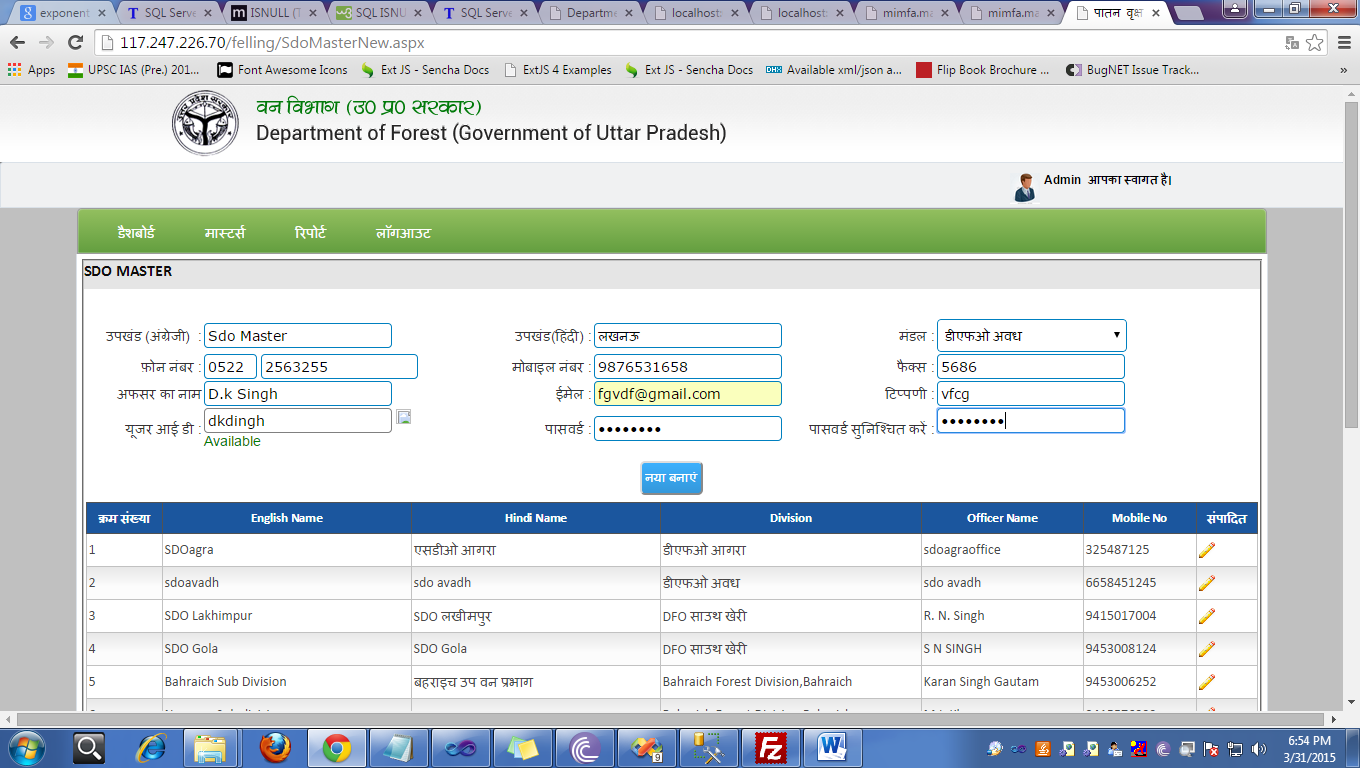 exponent SQL Serve ISNULL (T SQL ISNU SQL Serve Departme localhost: localhost: mimfa.ma mimfa.ma पातन वृक्ष
117.247.226.70/felling/SdoMasterNew.aspx
Apps UPSC IAS (Pre.) 201... Font Awesome Icons Ext JS - Sencha Docs ExtJS 4 Examples Ext JS - Sencha Docs Available xml/json a... Flip Book Brochure ... BugNET Issue Track... »
वन विभाग (उ0 प्र0 सरकार)
Department of Forest (Government of Uttar Pradesh)
Admin आपका स्वागत है।
डैशबोर्ड मास्टर्स रिपोर्ट लॉगआउट
SDO MASTER
उपखंड (अंग्रेजी) : Sdo Master उपखंड(हिंदी) : लखनऊ मंडल : डीएफओ अवध
फ़ोन नंबर : 0522 2563255 मोबाइल नंबर : 9876531658 फैक्स : 5686
अफसर का नाम D.k Singh ईमेल : fgvdf@gmail.com टिप्पणी : vfcg
यूजर आई डी : dkdingh पासवर्ड : •••••••• पासवर्ड सुनिश्चित करें : ••••••••
Available
नया बनाएं
क्रम संख्या English Name Hindi Name Division Officer Name Mobile No संपादित
1 SDOagra एसडीओ आगरा डीएफओ आगरा sdoagraoffice 325487125
2 sdoavadh sdo avadh डीएफओ अवध sdo avadh 6658451245
3 SDO Lakhimpur SDO लखीमपुर DFO साउथ खेरी R. N. Singh 9415017004
4 SDO Gola SDO Gola DFO साउथ खेरी S N SINGH 9453008124
5 Bahraich Sub Division बहराइच उप वन प्रभाग Bahraich Forest Division,Bahraich Karan Singh Gautam 9453006252
6:54 PM
3/31/2015